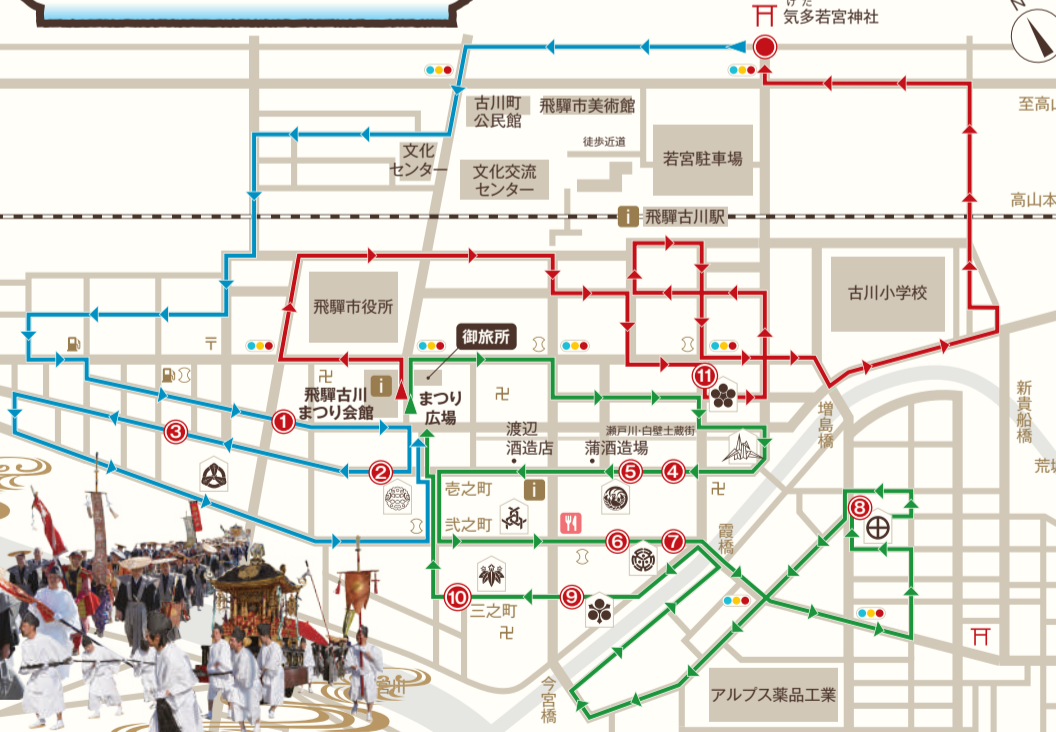 けた
気多若宮神社
N
古川町
公民館
飛騨市美術館
至高山
徒歩近道
文化
センター
文化交流
センター
若宮駐車場
高山本
i
飛騨古川駅
飛騨市役所
古川小学校
御旅所
〒
飛騨古川
まつり会館
i
まつり
広場
卍
卍
⑪
増島橋
新貴船橋
①
③
②
渡辺
酒造店
瀬戸川・白壁土蔵街
蒲酒造場
⑤
④
荒城
壱之町
i
卍
弐之町
⑥
⑦
霞橋
⑧
⑩
三之町
⑨
卍
今宮橋
アルプス薬品工業